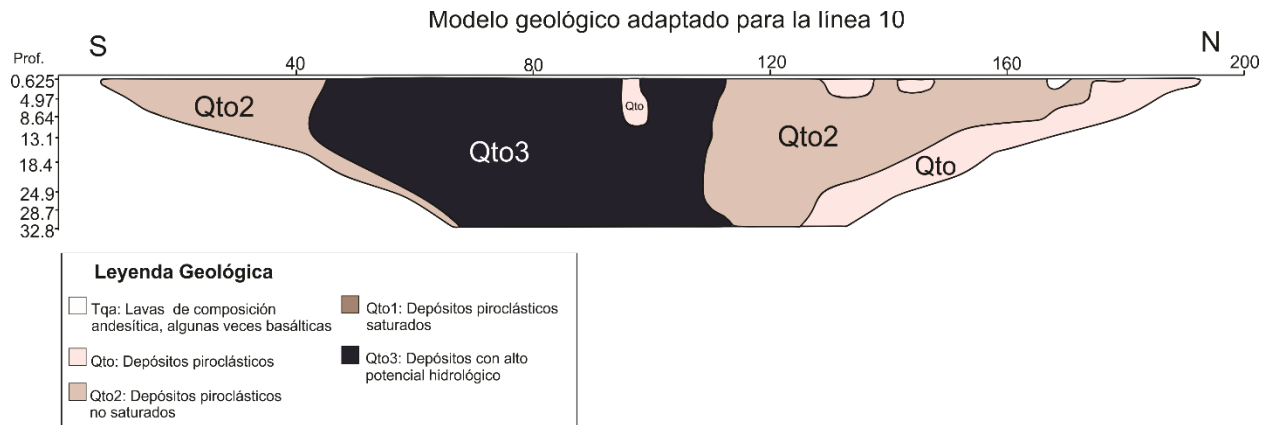 Modelo geológico adaptado para la línea 10
S
N
Prof.
40
80
120
160
200
0.625
4.97
8.64
13.1
18.4
24.9
28.7
32.8
Qto2
Qto3
Qto
Qto2
Qto
Leyenda Geológica
Tqa: Lavas de composición
andesítica, algunas veces basálticas
Qto: Depósitos piroclásticos
Qto2: Depósitos piroclásticos
no saturados
Qto1: Depósitos piroclásticos
saturados
Qto3: Depósitos con alto
potencial hidrológico